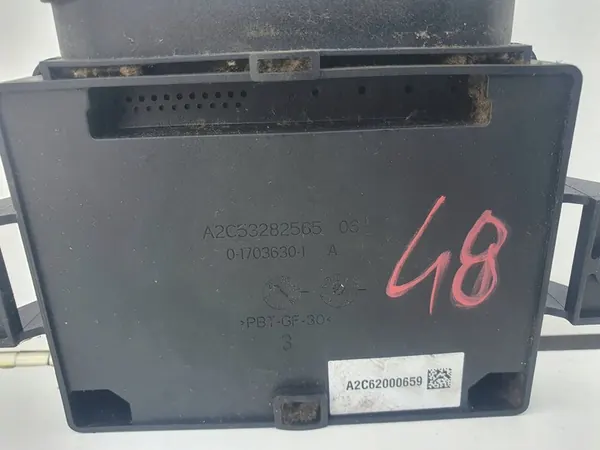 A2C53282565 03
0-1703630-1 A
48
>PBT-GF-30<
3
A2C62000659